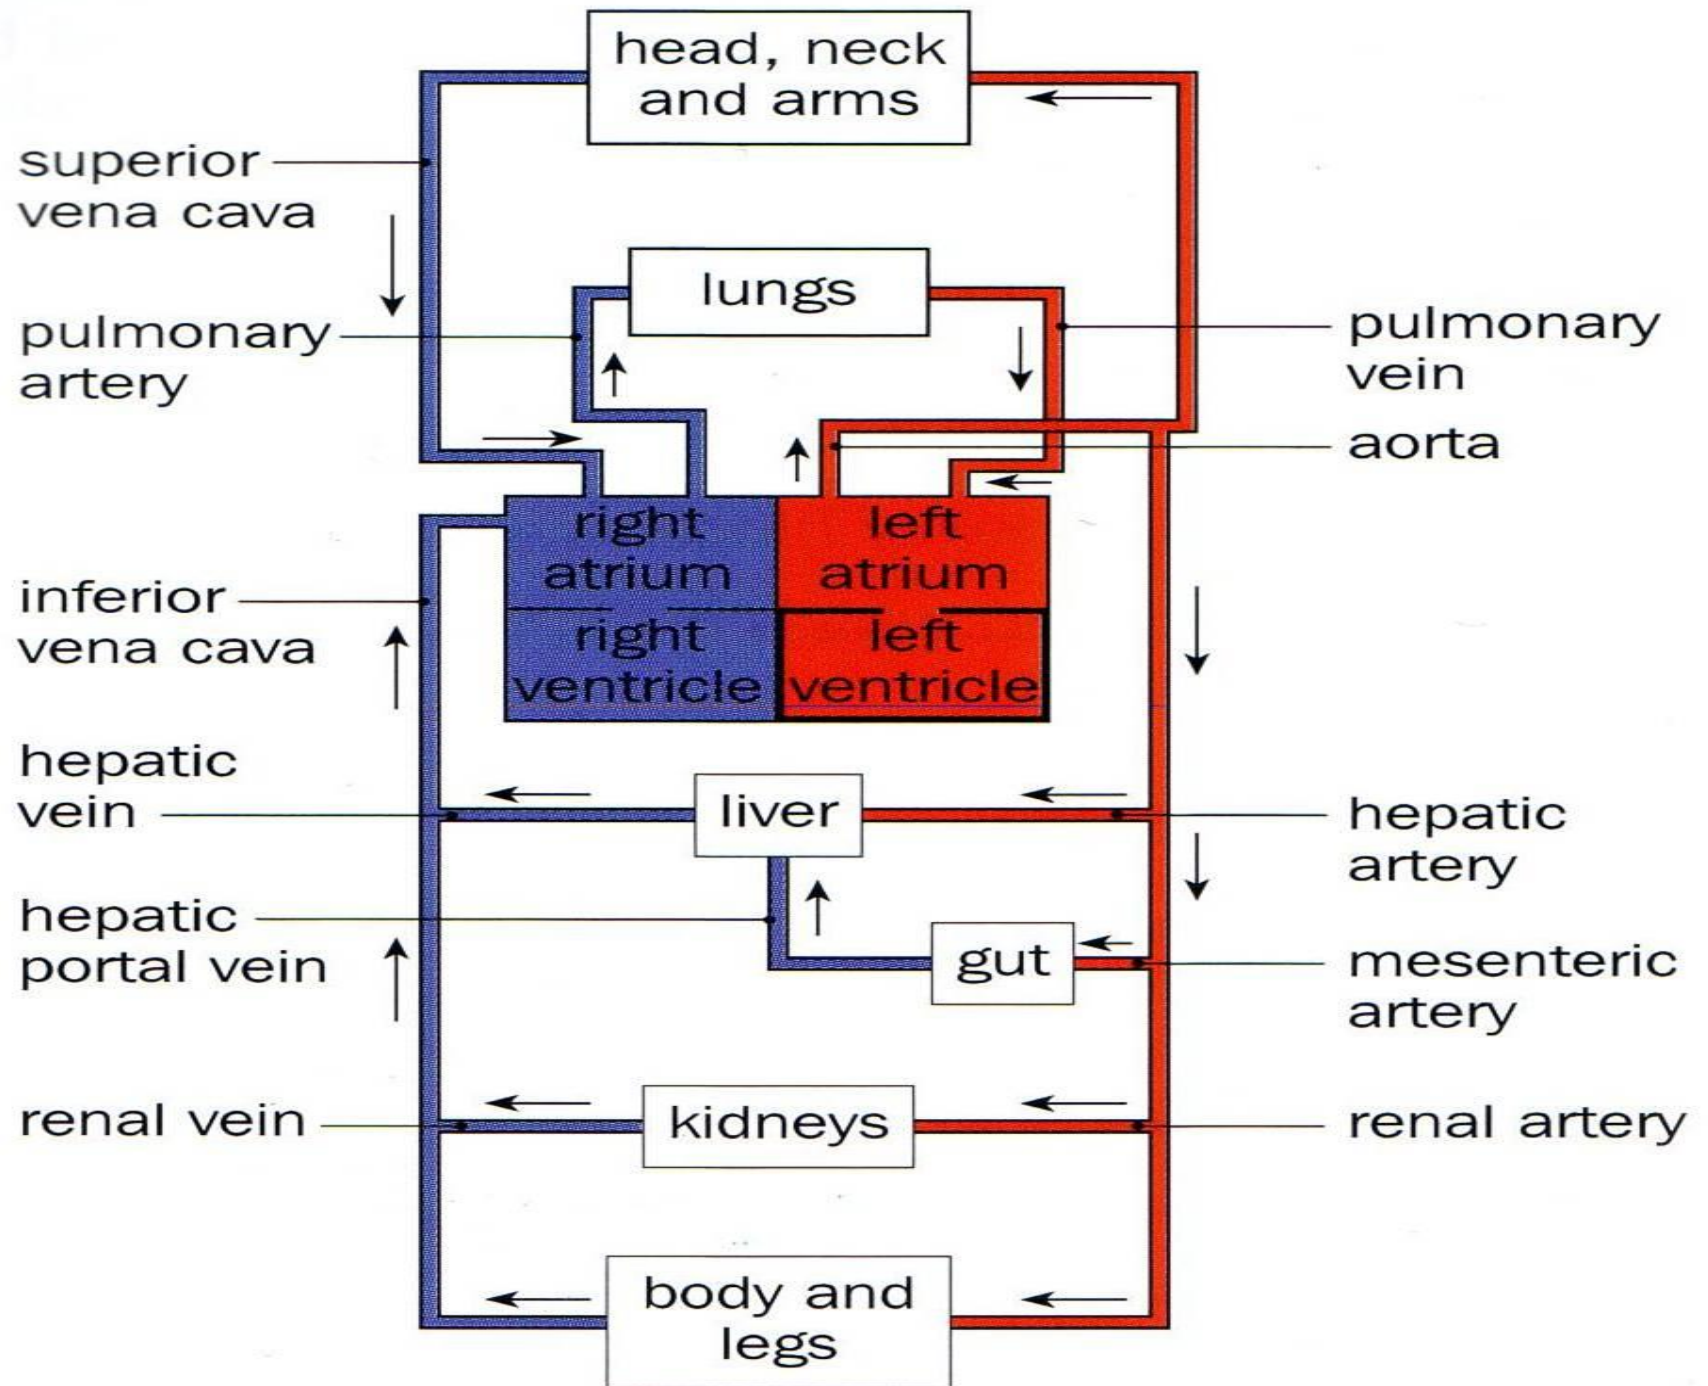 head, neck
and arms
superior
vena cava
lungs
pulmonary
artery
pulmonary
vein
aorta
right
atrium
left
atrium
inferior
vena cava
right
ventricle
left
ventricle
hepatic
vein
liver
hepatic
artery
hepatic
portal vein
gut
mesenteric
artery
renal vein
kidneys
renal artery
body and
legs